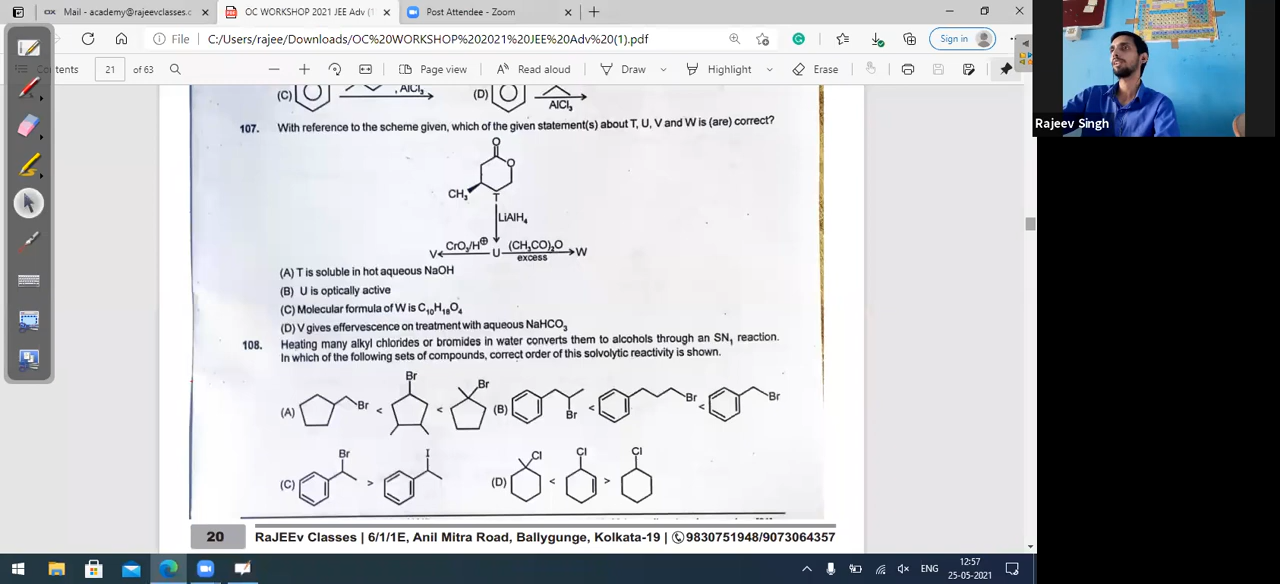 Mail - academy@rajeevclasses.c
OC WORKSHOP 2021 JEE Adv (1
Post Attendee - Zoom
File
C:/Users/rajee/Downloads/OC%20WORKSHOP%202021%20JEE%20Adv%20(1).pdf
Sign in
21 of 63
Page view
Read aloud
Draw
Highlight
Erase
Rajeev Singh
(C) , AlCl₃ (D) AlCl₃
107. With reference to the scheme given, which of the given statement(s) about T, U, V and W is (are) correct?
O
O
CH₃
T
LiAlH₄
V CrO₃/H⊕ U (CH₃CO)₂O W
excess
(A) T is soluble in hot aqueous NaOH
(B) U is optically active
(C) Molecular formula of W is C₁₀H₁₈O₄
(D) V gives effervescence on treatment with aqueous NaHCO₃
108. Heating many alkyl chlorides or bromides in water converts them to alcohols through an SN₁ reaction.
In which of the following sets of compounds, correct order of this solvolytic reactivity is shown.
(A) Br < Br < Br (B) Br < Br < Br
(C) Br > I (D) Cl < Cl > Cl
20 RaJEEv Classes | 6/1/1E, Anil Mitra Road, Ballygunge, Kolkata-19 | 9830751948/9073064357
ENG
12:57
25-05-2021